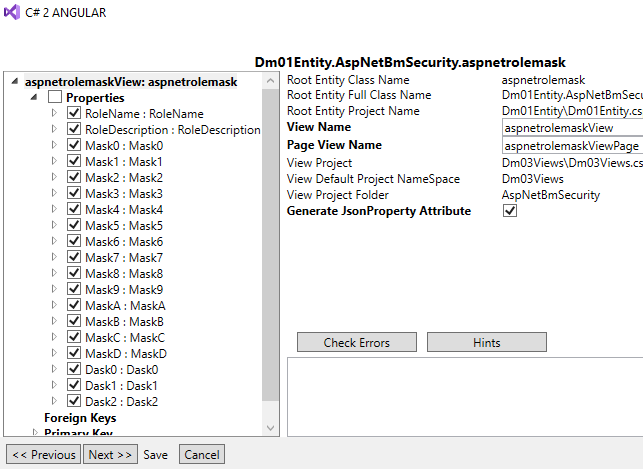 C# 2 ANGULAR
Dm01Entity.AspNetBmSecurity.aspnetrolemask
aspnetrolemaskView: aspnetrolemask
Properties
RoleName : RoleName
RoleDescription : RoleDescription
Mask0 : Mask0
Mask1 : Mask1
Mask2 : Mask2
Mask3 : Mask3
Mask4 : Mask4
Mask5 : Mask5
Mask6 : Mask6
Mask7 : Mask7
Mask8 : Mask8
Mask9 : Mask9
MaskA : MaskA
MaskB : MaskB
MaskC : MaskC
MaskD : MaskD
Dask0 : Dask0
Dask1 : Dask1
Dask2 : Dask2
Foreign Keys
Primary Key
Root Entity Class Name aspnetrolemask
Root Entity Full Class Name Dm01Entity.AspNetBmSecu
Root Entity Project Name Dm01Entity\Dm01Entity.cs
View Name aspnetrolemaskView
Page View Name aspnetrolemaskViewPage
View Project Dm03Views\Dm03Views.cs
View Default Project NameSpace Dm03Views
View Project Folder AspNetBmSecurity
Generate JsonProperty Attribute
Check Errors Hints
<< Previous Next >> Save Cancel